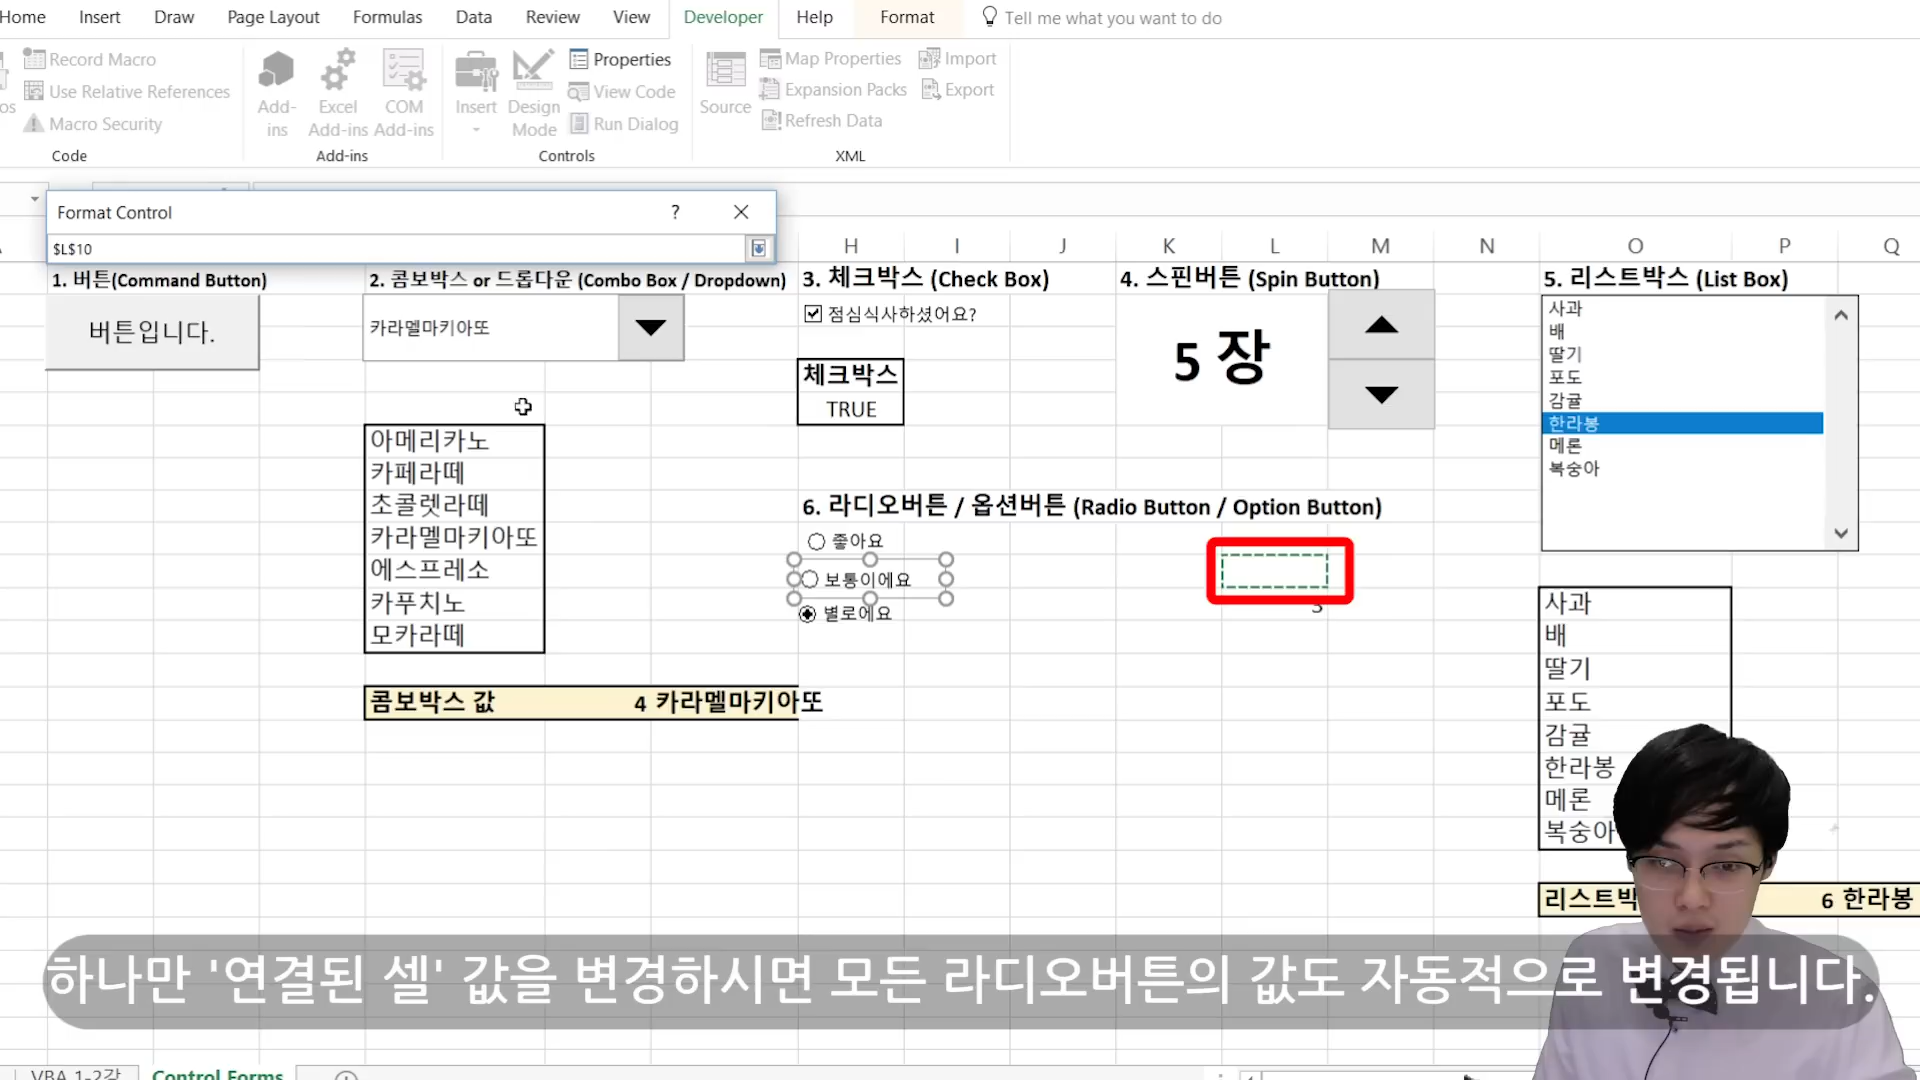 Home Insert Draw Page Layout Formulas Data Review View Developer Help Format Tell me what you want to do
Record Macro
Use Relative References
Macro Security
Code
Add-
ins
Excel
Add-ins
COM
Add-ins
Add-ins
Insert
Design
Mode
Properties
View Code
Run Dialog
Controls
Source
Map Properties
Expansion Packs
Refresh Data
Import
Export
XML
Format Control ?
$L$10
H I J K L M N O P Q
1. 버튼(Command Button)
버튼입니다.
2. 콤보박스 or 드롭다운 (Combo Box / Dropdown)
카라멜마키아또
아메리카노
카페라떼
초콜렛라떼
카라멜마키아또
에스프레소
카푸치노
모카라떼
콤보박스 값 4 카라멜마키아또
3. 체크박스 (Check Box)
점심식사하셨어요?
체크박스
TRUE
4. 스핀버튼 (Spin Button)
5 장
5. 리스트박스 (List Box)
사과
배
딸기
포도
감귤
한라봉
메론
복숭아
6. 라디오버튼 / 옵션버튼 (Radio Button / Option Button)
좋아요
보통이에요
별로에요
3
사과
배
딸기
포도
감귤
한라봉
메론
복숭아
리스트박 6 한라봉
하나만 '연결된 셀' 값을 변경하시면 모든 라디오버튼의 값도 자동적으로 변경됩니다.
VBA 1-2강 Control Forms